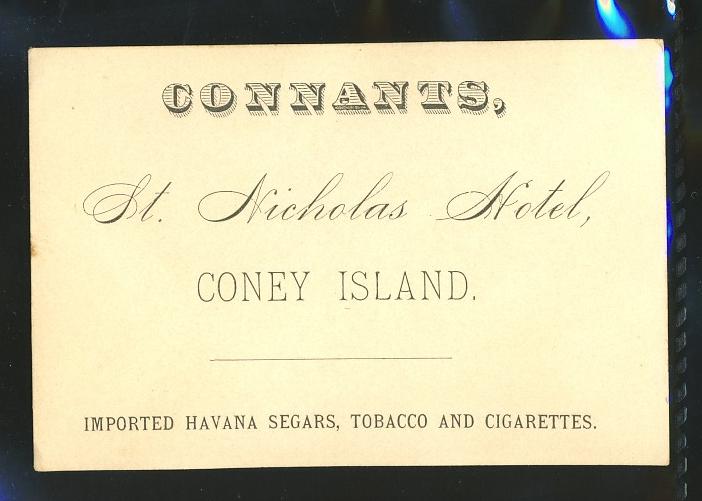 CONNANTS,
St. Nicholas Hotel,
CONEY ISLAND.
IMPORTED HAVANA SEGARS, TOBACCO AND CIGARETTES.